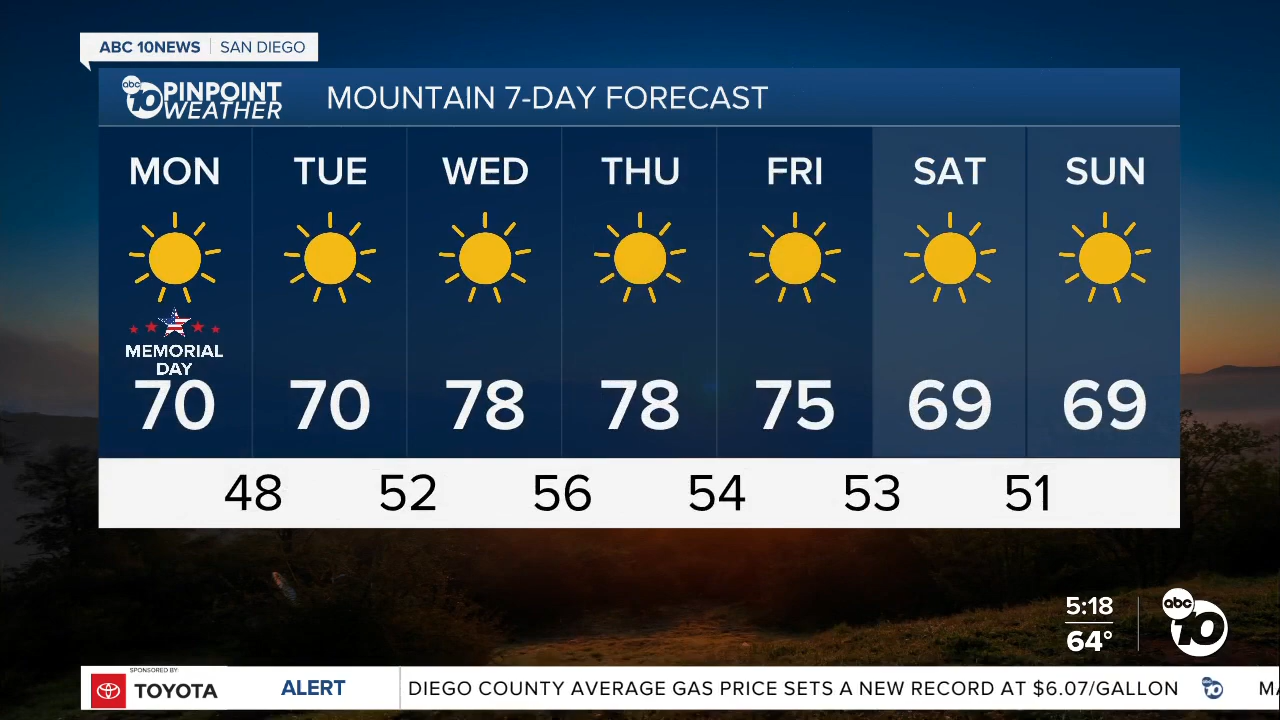 ABC 10NEWS | SAN DIEGO
abc 10 PINPOINT WEATHER
MOUNTAIN 7-DAY FORECAST
MON TUE WED THU FRI SAT SUN
MEMORIAL
DAY
70 70 78 78 75 69 69
48 52 56 54 53 51
5:18
64°
abc 10
SPONSORED BY:
TOYOTA
ALERT
DIEGO COUNTY AVERAGE GAS PRICE SETS A NEW RECORD AT $6.07/GALLON